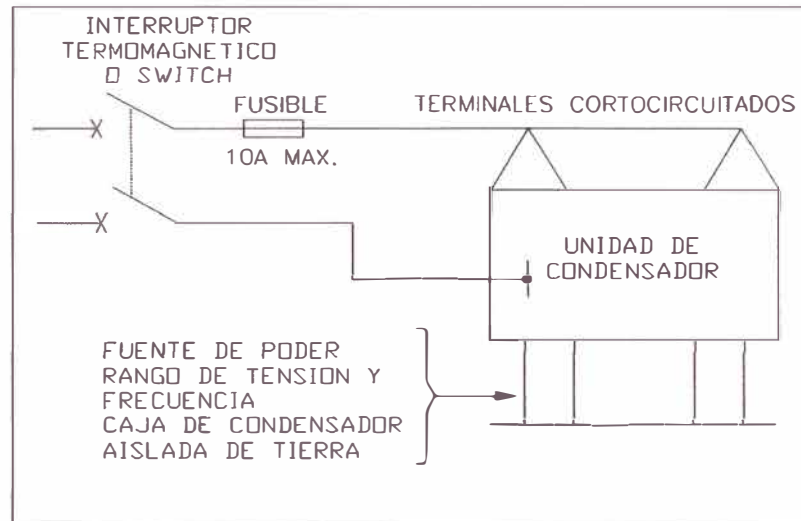 INTERRUPTOR
TERMOMAGNETICO
O SWITCH
FUSIBLE
10A MAX.
TERMINALES CORTOCIRCUITADOS
UNIDAD DE
CONDENSADOR
FUENTE DE PODER
RANGO DE TENSION Y
FRECUENCIA
CAJA DE CONDENSADOR
AISLADA DE TIERRA